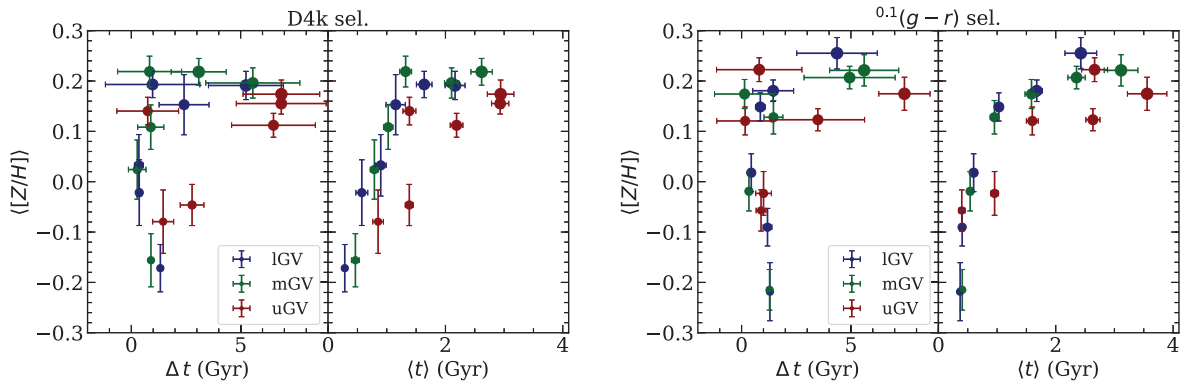 D4k sel.
⟨[Z/H]⟩
0.3
0.2
0.1
0.0
−0.1
−0.2
−0.3
lGV
mGV
uGV
0 5
Δ t (Gyr)
0 2 4
⟨t⟩ (Gyr)
0.1(g − r) sel.
⟨[Z/H]⟩
0.3
0.2
0.1
0.0
−0.1
−0.2
−0.3
lGV
mGV
uGV
0 5
Δ t (Gyr)
0 2 4
⟨t⟩ (Gyr)